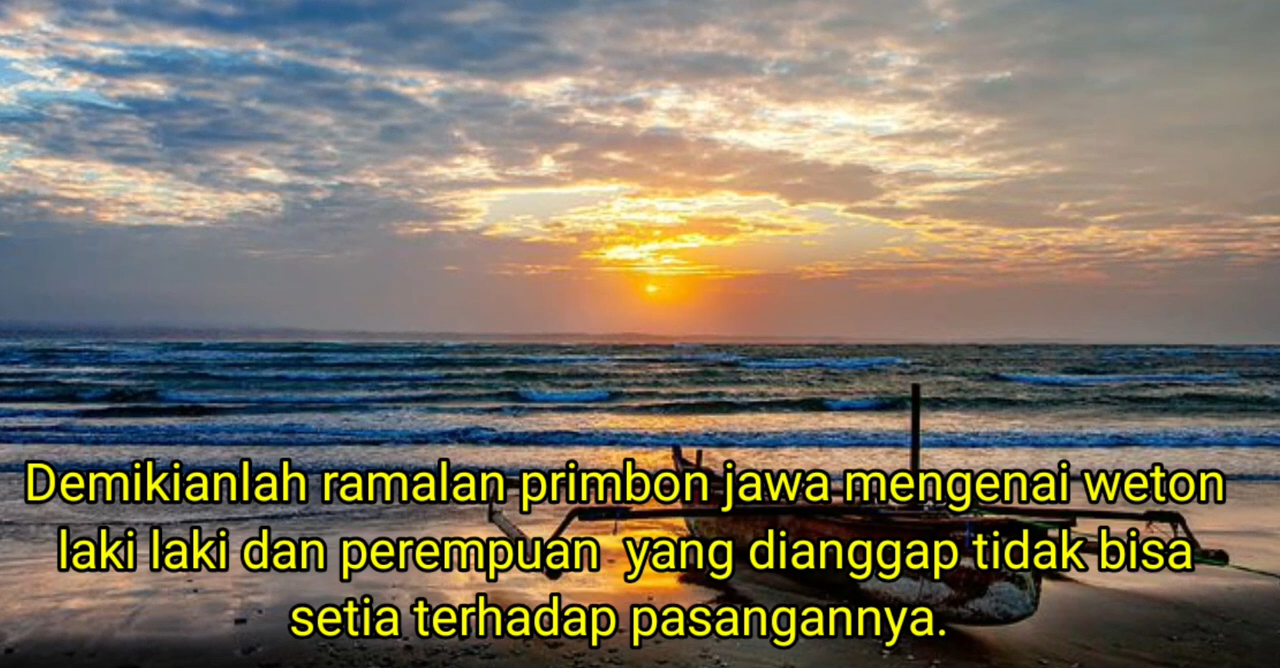 Demikianlah ramalan primbon jawa mengenai weton
laki laki dan perempuan yang dianggap tidak bisa
setia terhadap pasangannya.